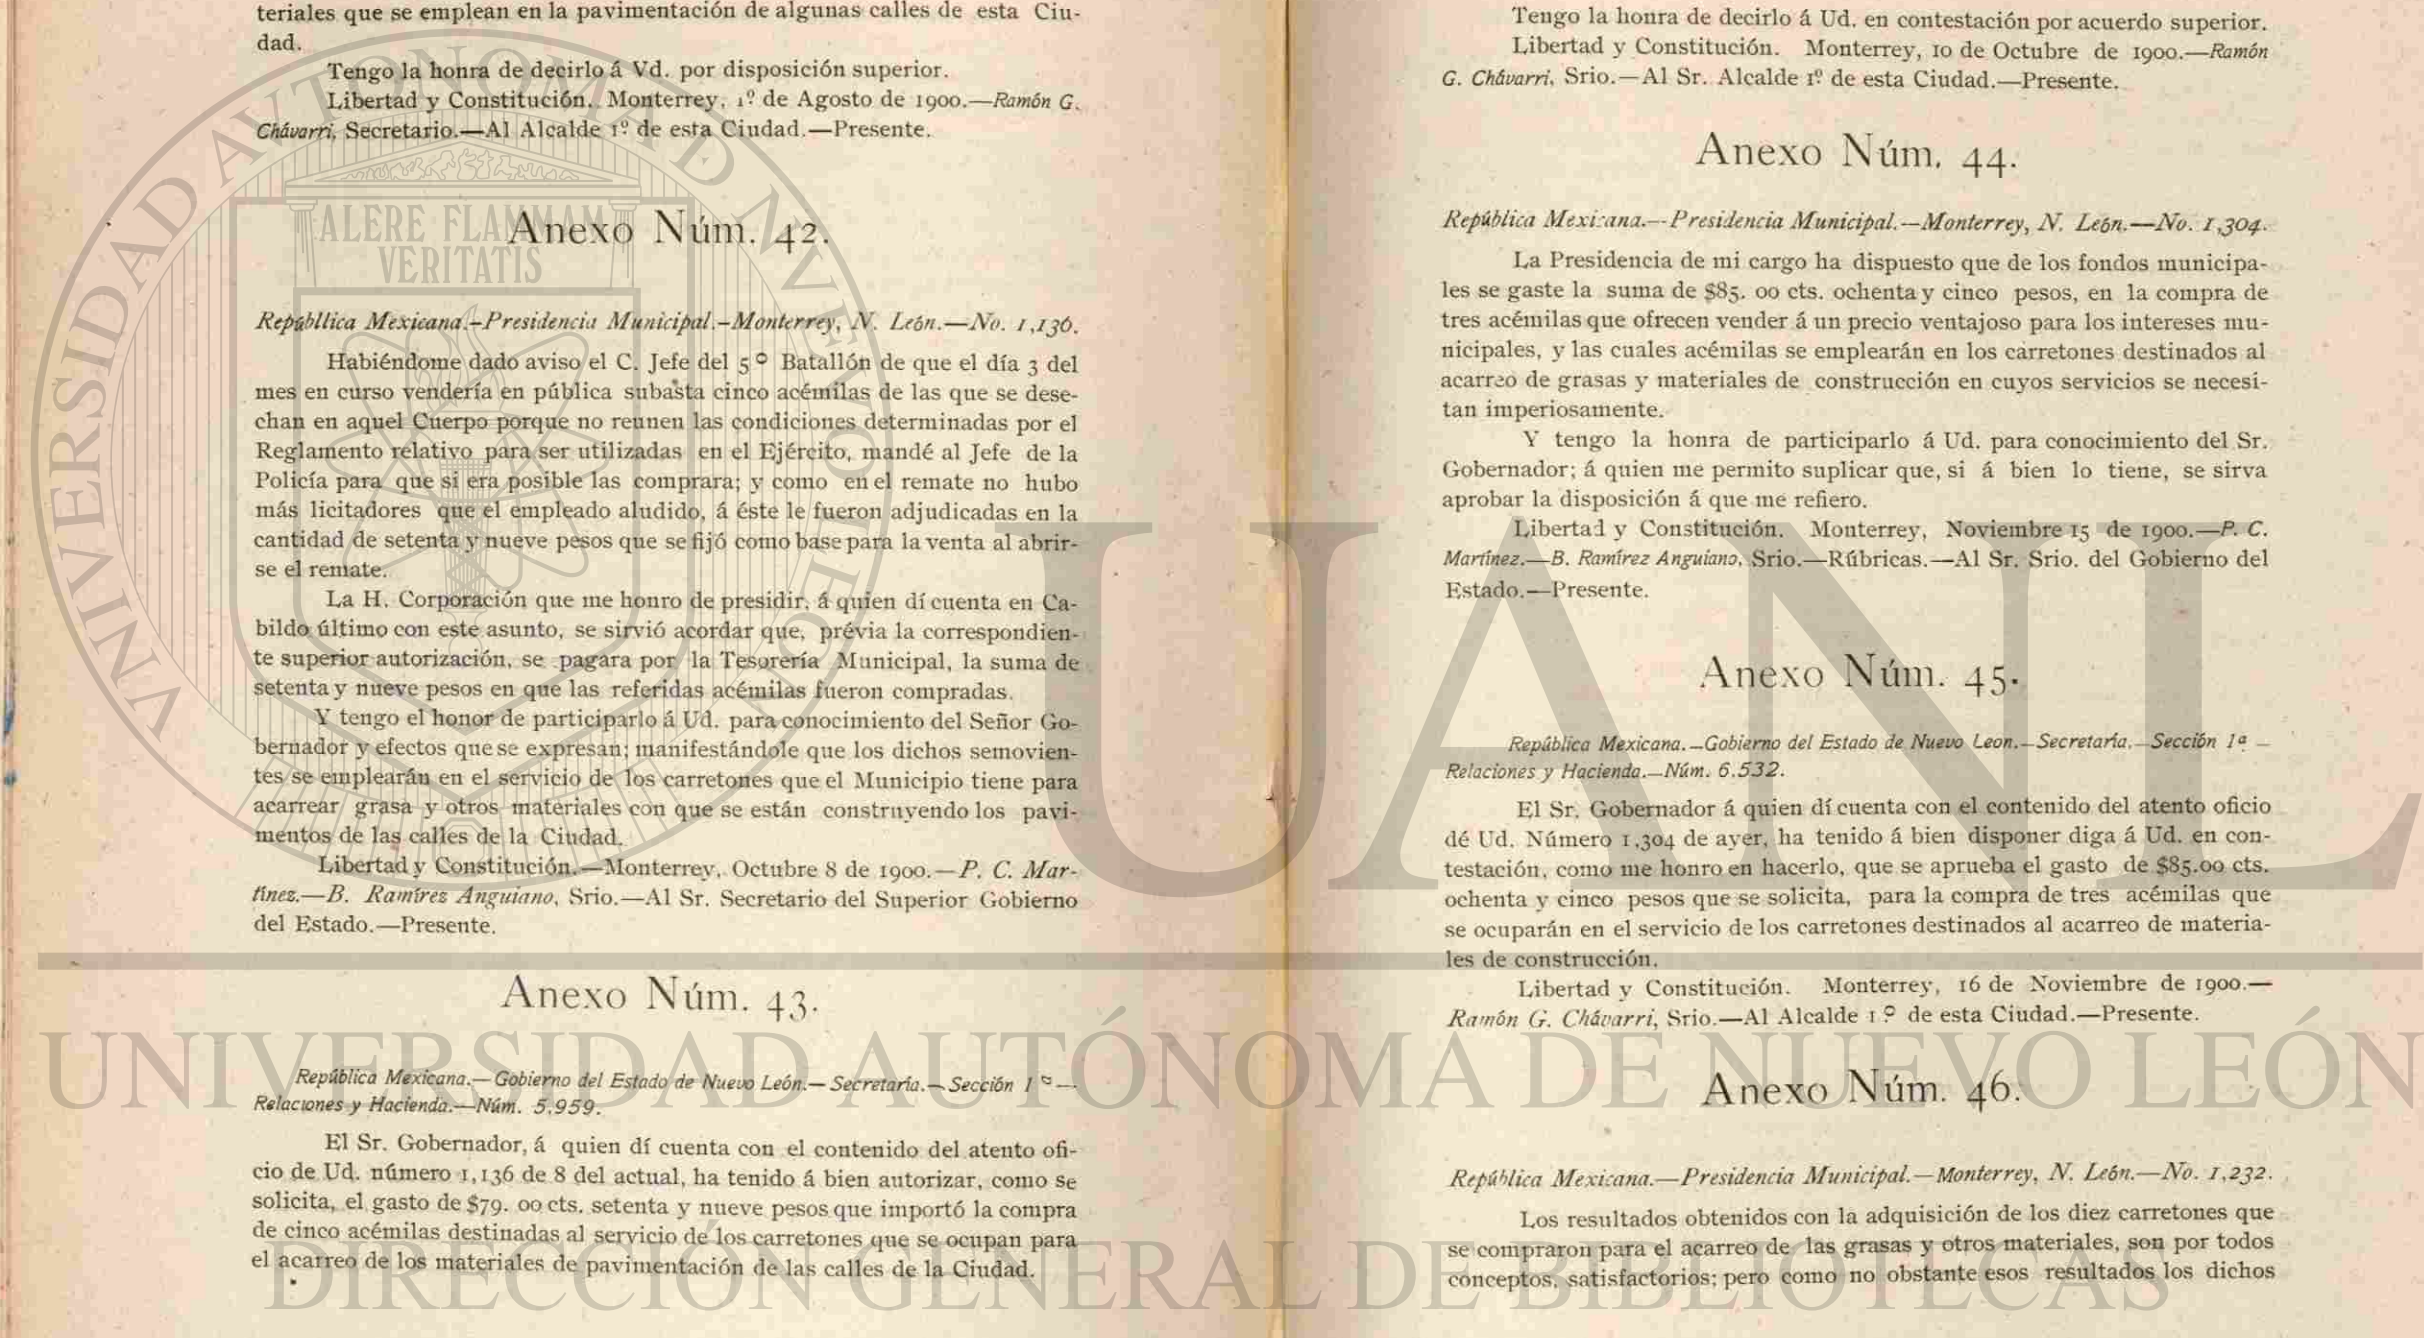 teriales que se emplean en la pavimentación de algunas calles de esta Ciu-
dad.
Tengo la honra de decirlo á Vd. por disposición superior.
Libertad y Constitución. Monterrey, 1º de Agosto de 1900.—Ramón G.
Chávarri, Secretario.—Al Alcalde 1º de esta Ciudad.—Presente.
Anexo Núm. 42.
Repúbllica Mexicana.—Presidencia Municipal.—Monterrey, N. León.—No. 1,136.
Habiéndome dado aviso el C. Jefe del 5º Batallón de que el día 3 del
mes en curso vendería en pública subasta cinco acémilas de las que se dese-
chan en aquel Cuerpo porque no reunen las condiciones determinadas por el
Reglamento relativo para ser utilizadas en el Ejército, mandé al Jefe de la
Policía para que si era posible las comprara; y como en el remate no hubo
más licitadores que el empleado aludido, á éste le fueron adjudicadas en la
cantidad de setenta y nueve pesos que se fijó como base para la venta al abrir-
se el remate.
La H. Corporación que me honro de presidir, á quien dí cuenta en Ca-
bildo último con este asunto, se sirvió acordar que, prévia la correspondien-
te superior autorización, se pagara por la Tesorería Municipal, la suma de
setenta y nueve pesos en que las referidas acémilas fueron compradas.
Y tengo el honor de participarlo á Ud. para conocimiento del Señor Go-
bernador y efectos que se expresan; manifestándole que los dichos semovien-
tes se emplearán en el servicio de los carretones que el Municipio tiene para
acarrear grasa y otros materiales con que se están construyendo los pavi-
mentos de las calles de la Ciudad.
Libertad y Constitución.—Monterrey, Octubre 8 de 1900.—P. C. Mar-
tínez.—B. Ramírez Anguiano, Srio.—Al Sr. Secretario del Superior Gobierno
del Estado.—Presente.
Anexo Núm. 43.
República Mexicana.—Gobierno del Estado de Nuevo León.—Secretaría.—Sección 1ª—
Relaciones y Hacienda.—Núm. 5.959.
El Sr. Gobernador, á quien dí cuenta con el contenido del atento ofi-
cio de Ud. número 1,136 de 8 del actual, ha tenido á bien autorizar, como se
solicita, el gasto de $79. 00 cts. setenta y nueve pesos que importó la compra
de cinco acémilas destinadas al servicio de los carretones que se ocupan para
el acarreo de los materiales de pavimentación de las calles de la Ciudad.
Tengo la honra de decirlo á Ud. en contestación por acuerdo superior.
Libertad y Constitución. Monterrey, 10 de Octubre de 1900.—Ramón
G. Chávarri, Srio.—Al Sr. Alcalde 1º de esta Ciudad.—Presente.
Anexo Núm. 44.
República Mexicana.—Presidencia Municipal.—Monterrey, N. León.—No. 1,304.
La Presidencia de mi cargo ha dispuesto que de los fondos municipa-
les se gaste la suma de $85. 00 cts. ochenta y cinco pesos, en la compra de
tres acémilas que ofrecen vender á un precio ventajoso para los intereses mu-
nicipales, y las cuales acémilas se emplearán en los carretones destinados al
acarreo de grasas y materiales de construcción en cuyos servicios se necesi-
tan imperiosamente.
Y tengo la honra de participarlo á Ud. para conocimiento del Sr.
Gobernador; á quien me permito suplicar que, si á bien lo tiene, se sirva
aprobar la disposición á que me refiero.
Libertad y Constitución. Monterrey, Noviembre 15 de 1900.—P. C.
Martínez.—B. Ramírez Anguiano, Srio.—Rúbricas.—Al Sr. Srio. del Gobierno del
Estado.—Presente.
Anexo Núm. 45.
República Mexicana.—Gobierno del Estado de Nuevo Leon.—Secretaría.—Sección 1ª—
Relaciones y Hacienda.—Núm. 6.532.
El Sr. Gobernador á quien dí cuenta con el contenido del atento oficio
dé Ud. Número 1,304 de ayer, ha tenido á bien disponer diga á Ud. en con-
testación, como me honro en hacerlo, que se aprueba el gasto de $85.00 cts.
ochenta y cinco pesos que se solicita, para la compra de tres acémilas que
se ocuparán en el servicio de los carretones destinados al acarreo de materia-
les de construcción.
Libertad y Constitución. Monterrey, 16 de Noviembre de 1900.—
Ramón G. Chávarri, Srio.—Al Alcalde 1º de esta Ciudad.—Presente.
Anexo Núm. 46.
República Mexicana.—Presidencia Municipal.—Monterrey, N. León.—No. 1,232.
Los resultados obtenidos con la adquisición de los diez carretones que
se compraron para el acarreo de las grasas y otros materiales, son por todos
conceptos, satisfactorios; pero como no obstante esos resultados los dichos
UNIVERSIDAD AVTONOMA D NVEVO LEON
ALERE FLAMMAM
VERITATIS
UANL
UNIVERSIDAD AUTÓNOMA DE NUEVO LEÓN
DIRECCIÓN GENERAL DE BIBLIOTECAS